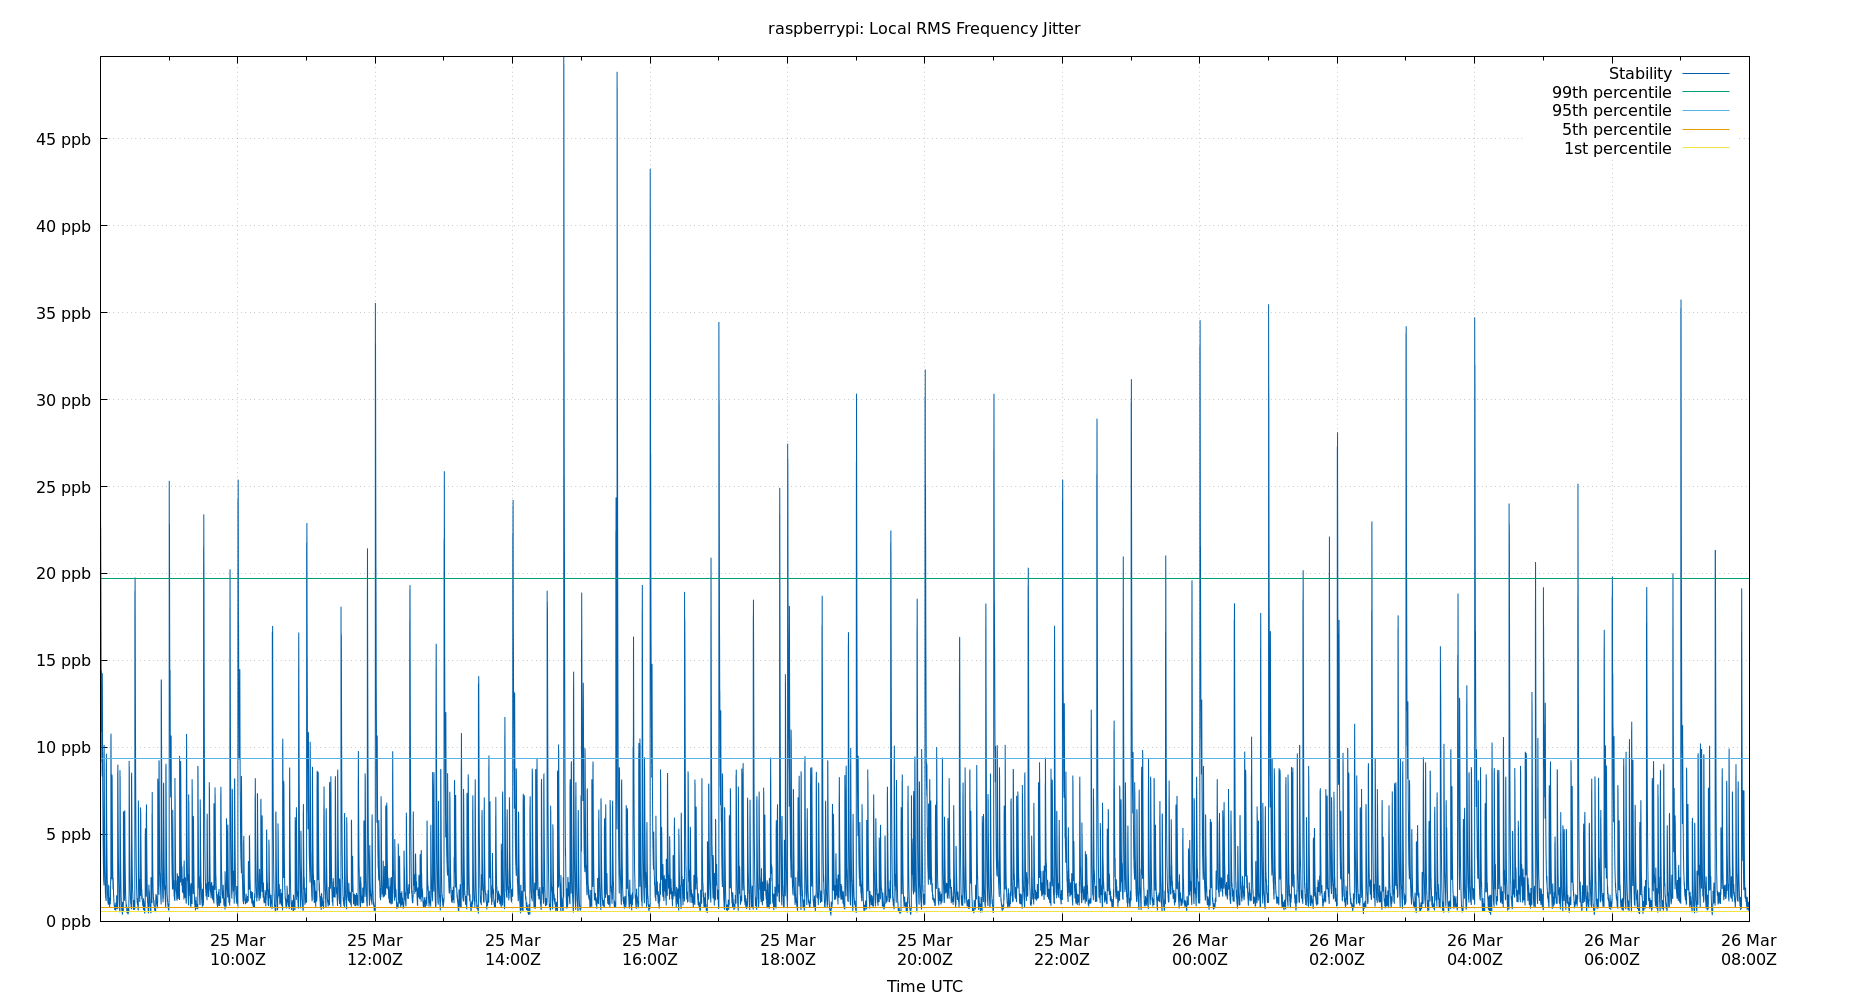 raspberrypi: Local RMS Frequency Jitter
Stability
99th percentile
95th percentile
5th percentile
1st percentile
45 ppb
40 ppb
35 ppb
30 ppb
25 ppb
20 ppb
15 ppb
10 ppb
5 ppb
0 ppb
25 Mar 25 Mar 25 Mar 25 Mar 25 Mar 25 Mar 25 Mar 26 Mar 26 Mar 26 Mar 26 Mar 26 Mar
10:00Z 12:00Z 14:00Z 16:00Z 18:00Z 20:00Z 22:00Z 00:00Z 02:00Z 04:00Z 06:00Z 08:00Z
Time UTC